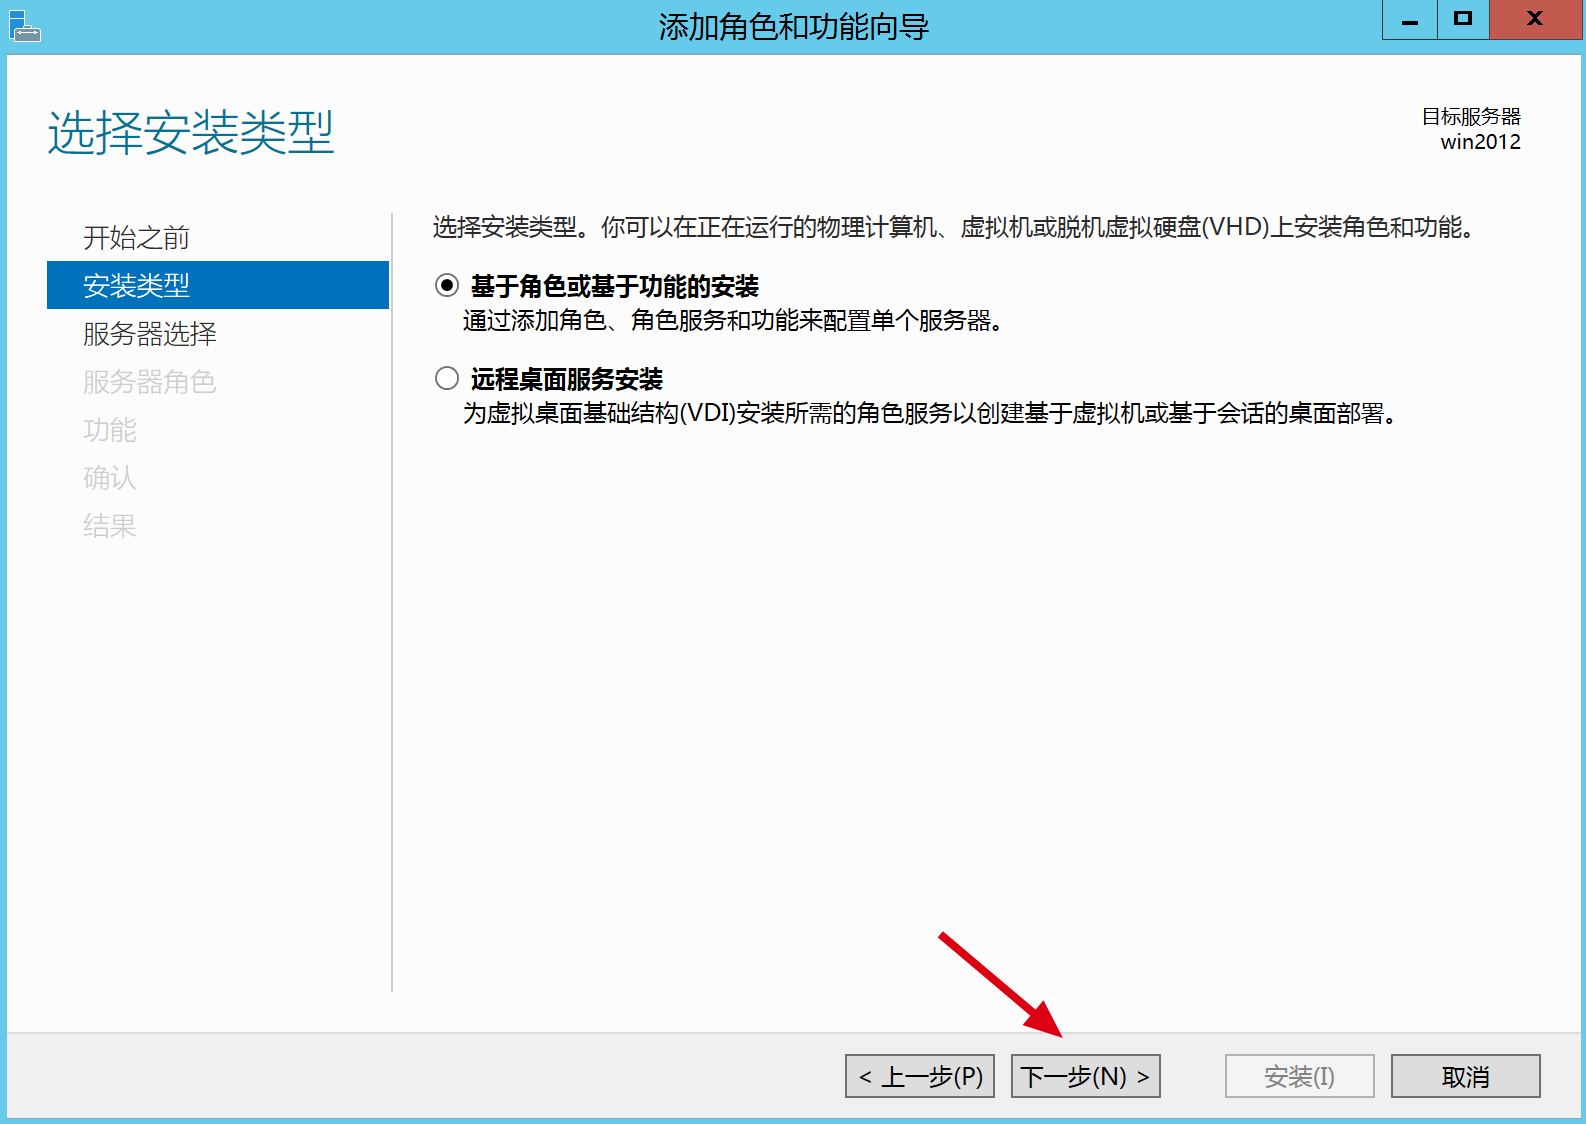 添加角色和功能向导
选择安装类型
目标服务器
win2012
开始之前
安装类型
服务器选择
服务器角色
功能
确认
结果
选择安装类型。你可以在正在运行的物理计算机、虚拟机或脱机虚拟硬盘(VHD)上安装角色和功能。
基于角色或基于功能的安装
通过添加角色、角色服务和功能来配置单个服务器。
远程桌面服务安装
为虚拟桌面基础结构(VDI)安装所需的角色服务以创建基于虚拟机或基于会话的桌面部署。
< 上一步(P)
下一步(N) >
安装(I)
取消